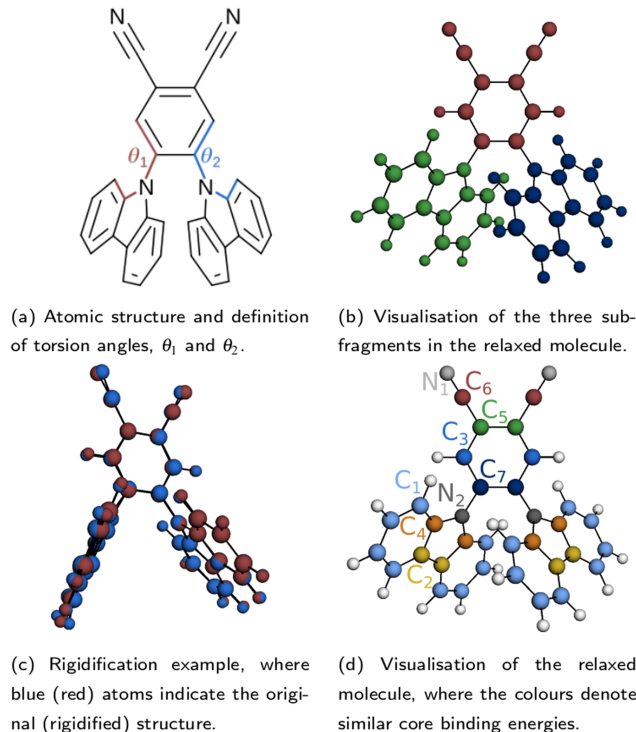 N N
θ₁ θ₂
N N
(a) Atomic structure and definition
of torsion angles, θ₁ and θ₂.
(b) Visualisation of the three sub-
fragments in the relaxed molecule.
N₁ C₆
C₅
C₃
C₇
N₂
C₁
C₄
C₂
(c) Rigidification example, where
blue (red) atoms indicate the origi-
nal (rigidified) structure.
(d) Visualisation of the relaxed
molecule, where the colours denote
similar core binding energies.